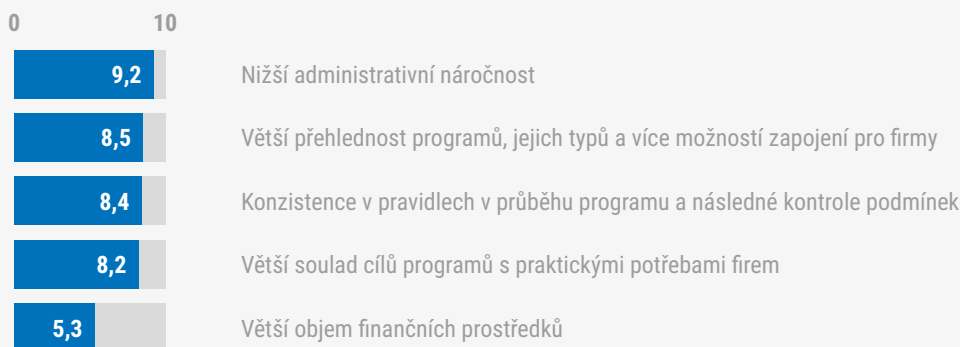 0 10
9,2 Nižší administrativní náročnost
8,5 Větší přehlednost programů, jejich typů a více možností zapojení pro firmy
8,4 Konzistence v pravidlech v průběhu programu a následné kontrole podmínek
8,2 Větší soulad cílů programů s praktickými potřebami firem
5,3 Větší objem finančních prostředků